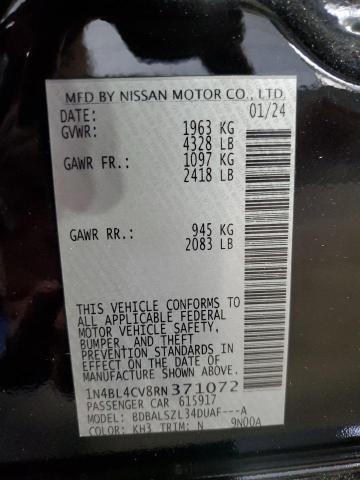 MFD BY NISSAN MOTOR CO., LTD.
DATE: 01/24
GVWR: 1963 KG
4328 LB
GAWR FR.: 1097 KG
2418 LB
GAWR RR.: 945 KG
2083 LB
THIS VEHICLE CONFORMS TO
ALL APPLICABLE FEDERAL
MOTOR VEHICLE SAFETY,
BUMPER, AND THEFT
PREVENTION STANDARDS IN
EFFECT ON THE DATE OF
MANUFACTURE SHOWN ABOVE.
1N4BL4CV8RN371072
PASSENGER CAR 615917
MODEL: BDBALSZL34DUAF---A
COLOR: KH3 TRIM: N 9N00A